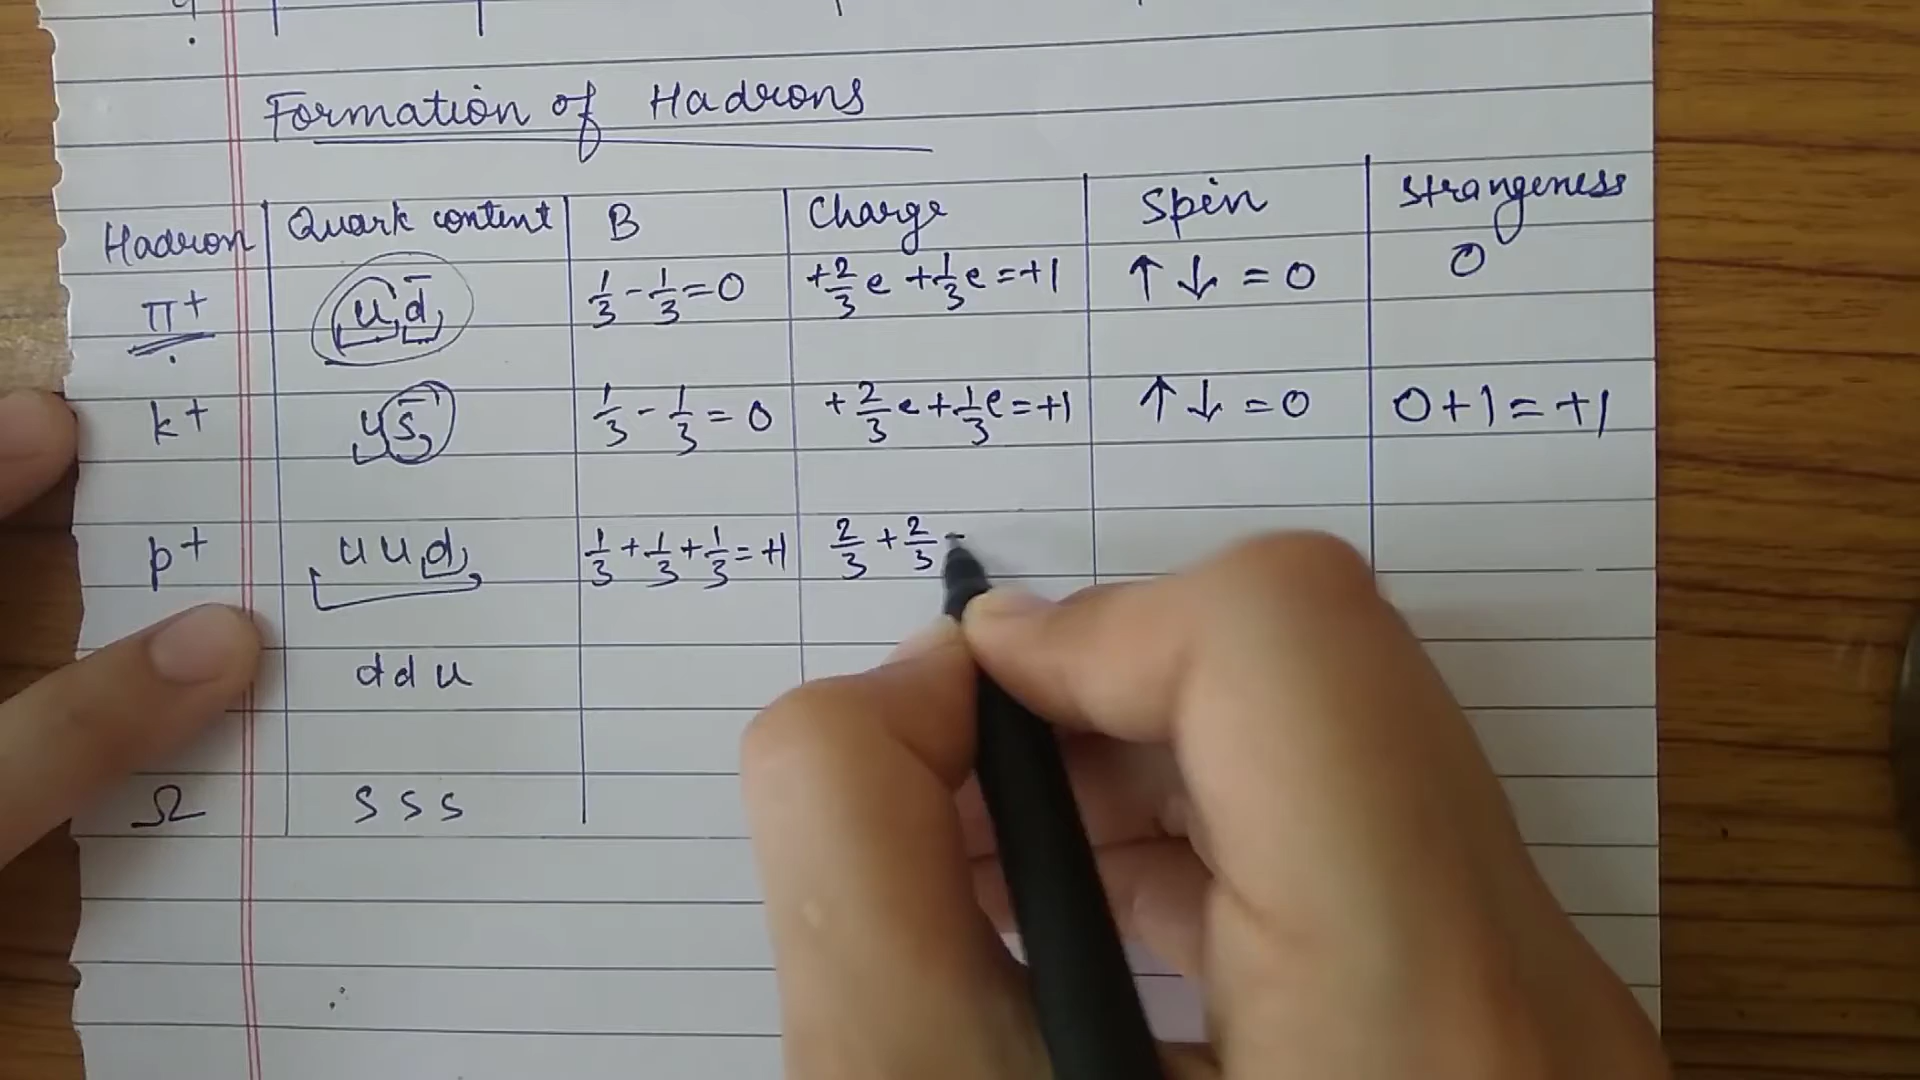 Formation of Hadrons
Hadron Quark content B Charge Spin Strangeness
π+ u d̄ 1/3 - 1/3 = 0 +2/3 e + 1/3 e = +1 ↑ ↓ = 0 0
k+ u s̄ 1/3 - 1/3 = 0 +2/3 e + 1/3 e = +1 ↑ ↓ = 0 0 + 1 = +1
p+ u u d 1/3 + 1/3 + 1/3 = +1 2/3 + 2/3 -
d d u
Ω s s s